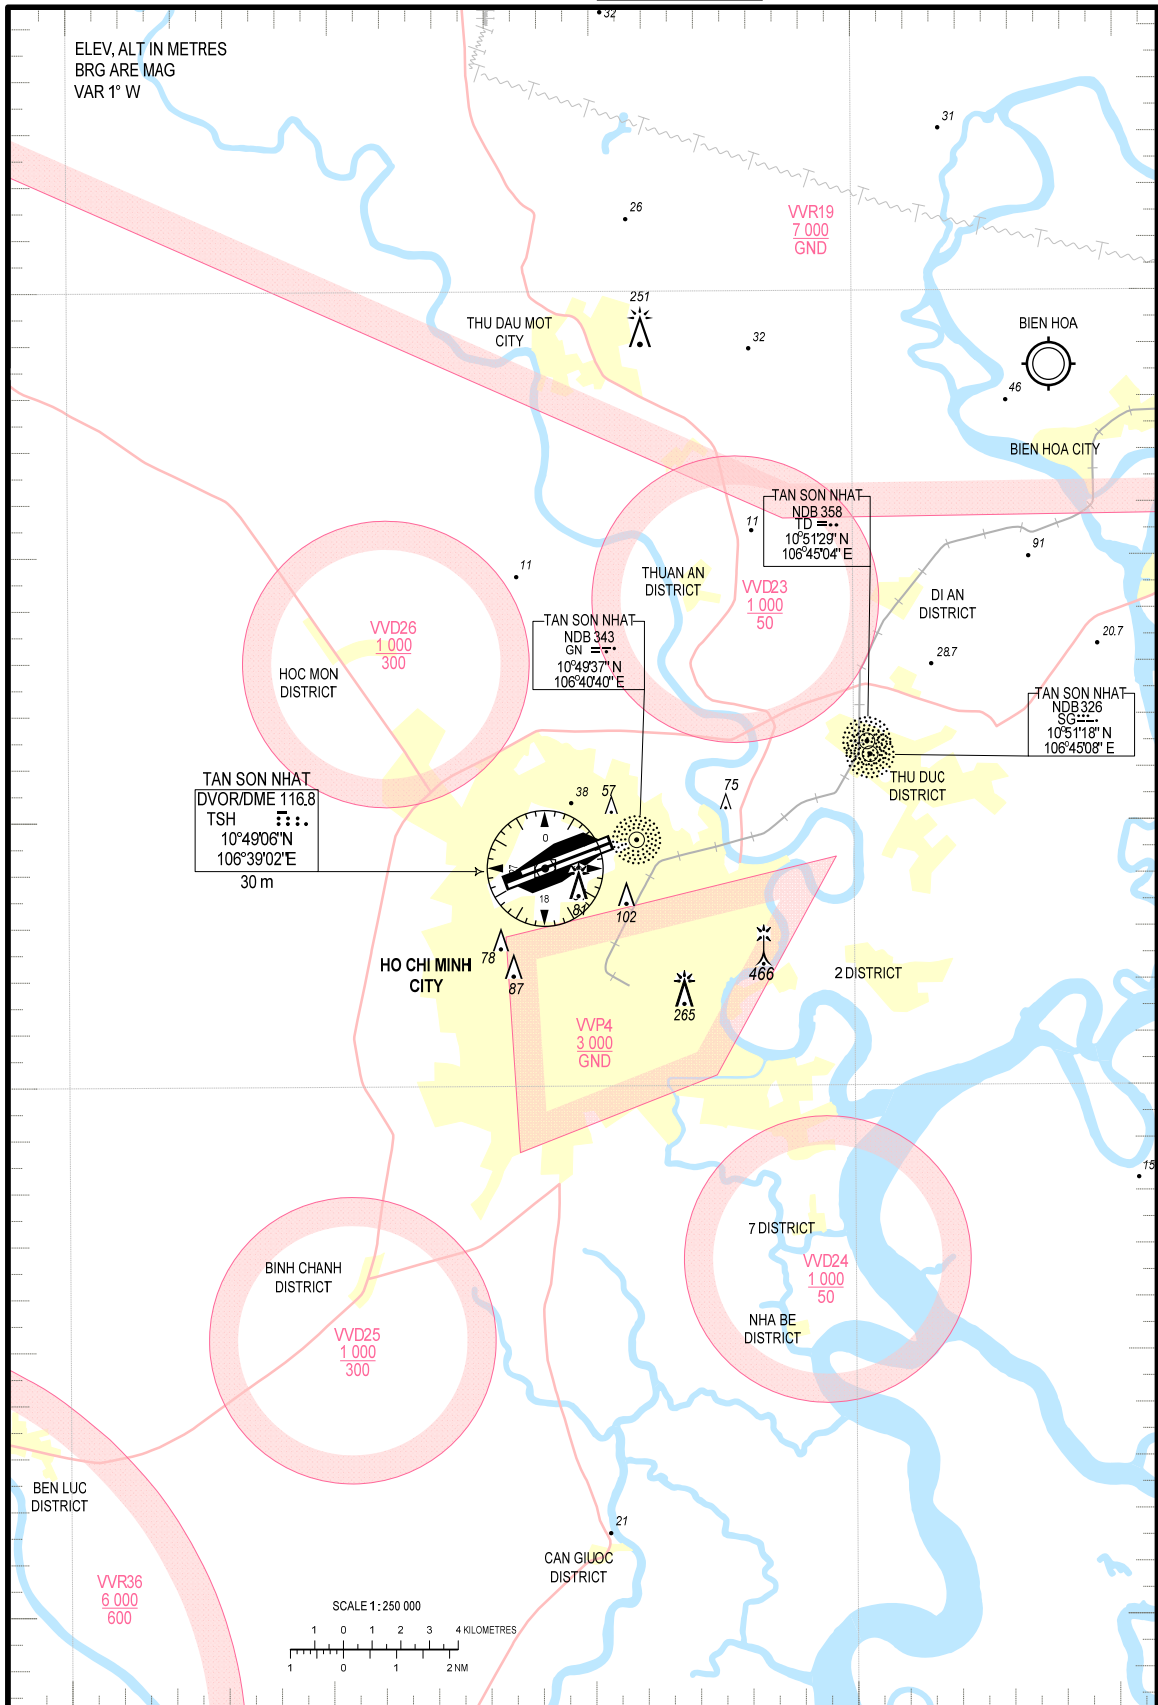 32
ELEV, ALT IN METRES
BRG ARE MAG
VAR 1° W
31
26
VVR19
7 000
GND
251
THU DAU MOT
CITY
32
BIEN HOA
46
BIEN HOA CITY
TAN SON NHAT
NDB 358
TD
10°51'29" N
106°45'04" E
11
91
11
THUAN AN
DISTRICT
VVD23
1 000
50
DI AN
DISTRICT
TAN SON NHAT
NDB 343
GN
10°49'37" N
106°40'40" E
VVD26
1 000
300
20.7
28.7
HOC MON
DISTRICT
TAN SON NHAT
NDB 326
SG
10°51'18" N
106°45'08" E
TAN SON NHAT
DVOR/DME 116.8
TSH
10°49'06"N
106°39'02"E
30 m
THU DUC
DISTRICT
38
57
75
0
18
81
102
78
87
HO CHI MINH
CITY
466
2 DISTRICT
265
VVP4
3 000
GND
15
7 DISTRICT
VVD24
1 000
50
BINH CHANH
DISTRICT
NHA BE
DISTRICT
VVD25
1 000
300
BEN LUC
DISTRICT
21
CAN GIUOC
DISTRICT
VVR36
6 000
600
SCALE 1 : 250 000
1 0 1 2 3 4 KILOMETRES
1 0 1 2 NM